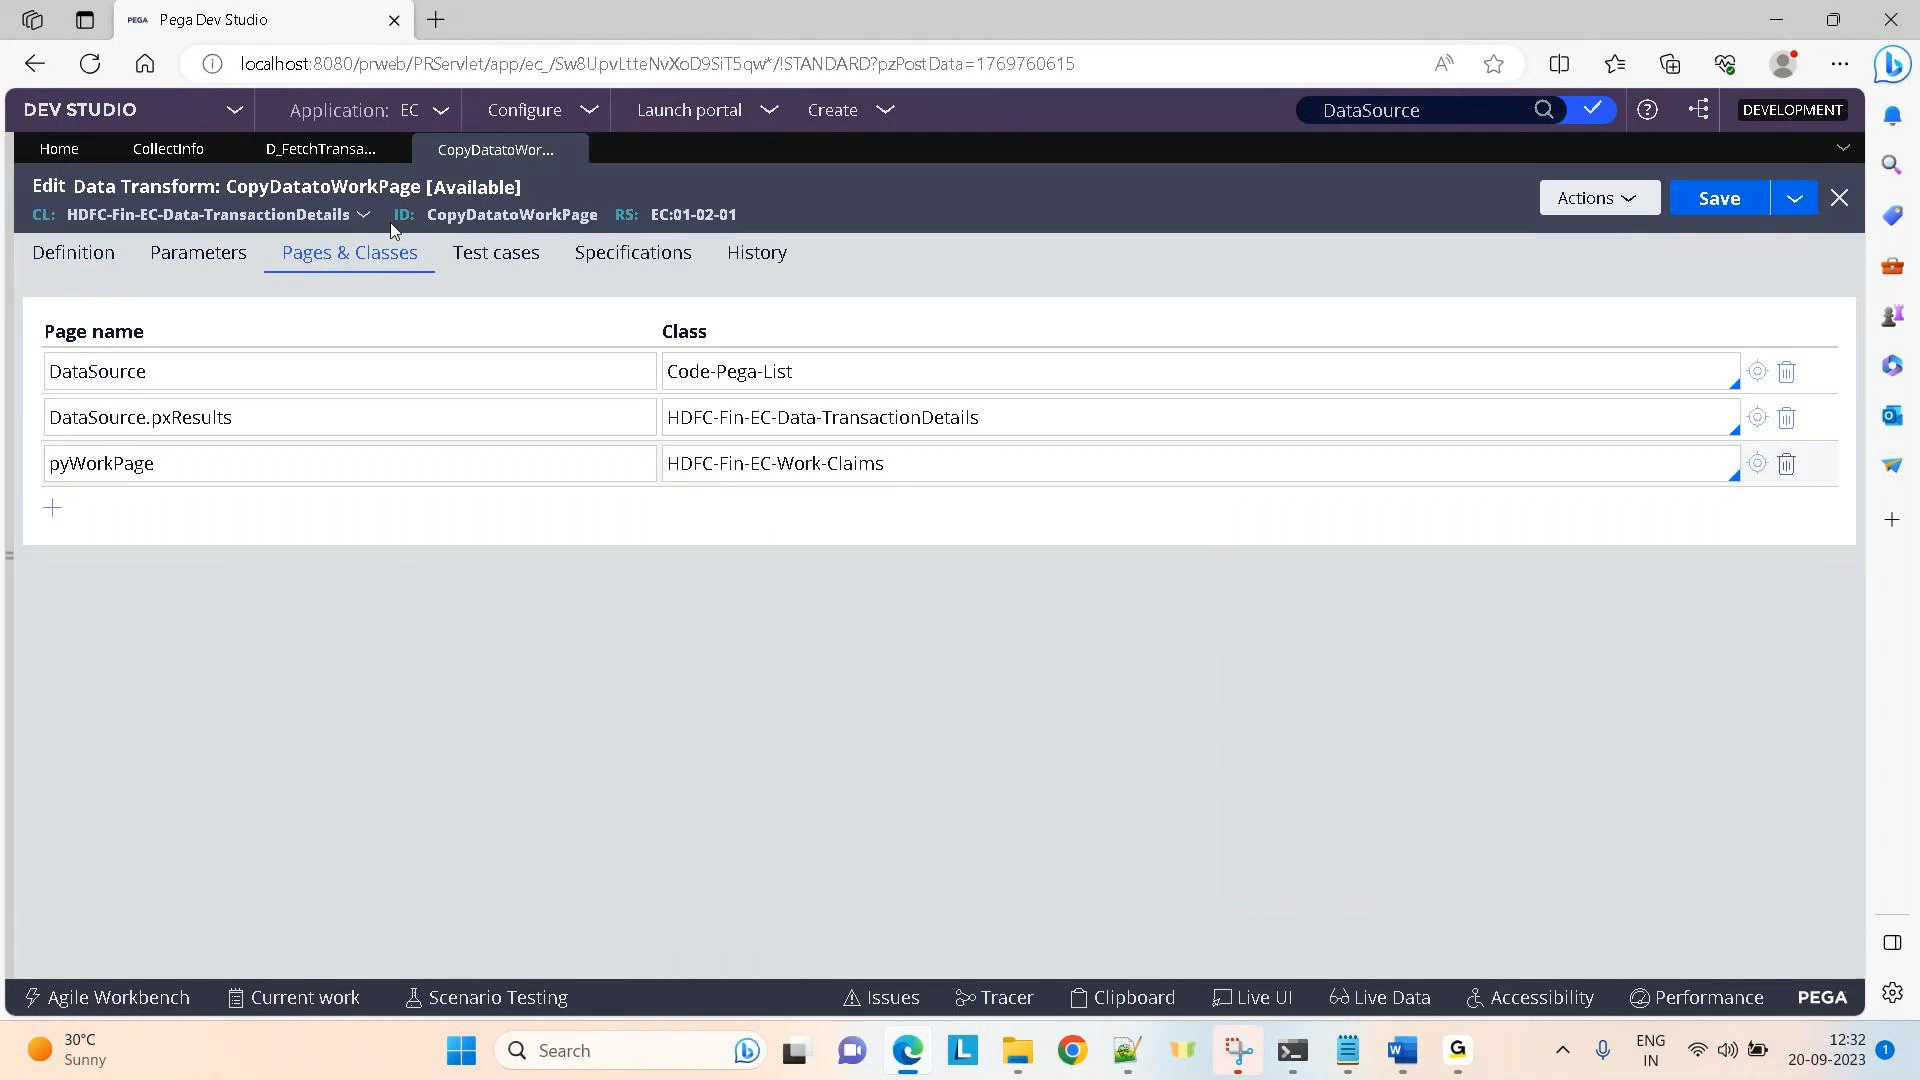 PEGA Pega Dev Studio
localhost:8080/prweb/PRServlet/app/ec_/Sw8UpvLtteNvXoD9SiT5qw*/!STANDARD?pzPostData=1769760615
DEV STUDIO Application: EC Configure Launch portal Create DataSource DEVELOPMENT
Home CollectInfo D_FetchTransa... CopyDatatoWor...
Edit Data Transform: CopyDatatoWorkPage [Available]
CL: HDFC-Fin-EC-Data-TransactionDetails ID: CopyDatatoWorkPage RS: EC:01-02-01
Actions Save
Definition Parameters Pages & Classes Test cases Specifications History
Page name Class
DataSource Code-Pega-List
DataSource.pxResults HDFC-Fin-EC-Data-TransactionDetails
pyWorkPage HDFC-Fin-EC-Work-Claims
Agile Workbench Current work Scenario Testing Issues Tracer Clipboard Live UI Live Data Accessibility Performance PEGA
30°C
Sunny
Search
ENG
IN
12:32
20-09-2023
1